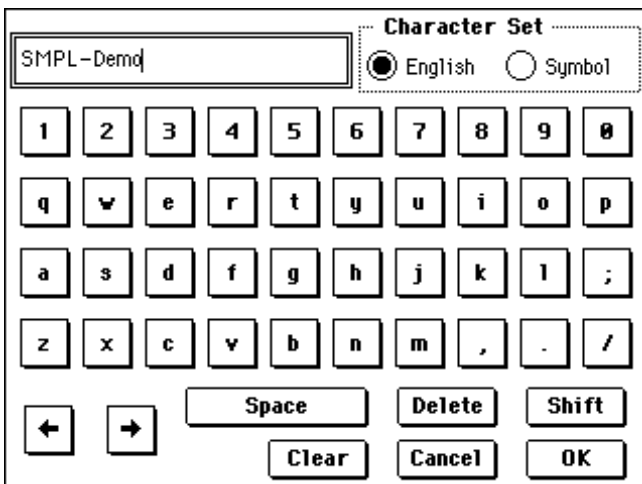 Character Set
SMPL-Demo
English Symbol
1 2 3 4 5 6 7 8 9 0
q w e r t y u i o p
a s d f g h j k l ;
z x c v b n m , . /
← → Space Delete Shift
Clear Cancel OK